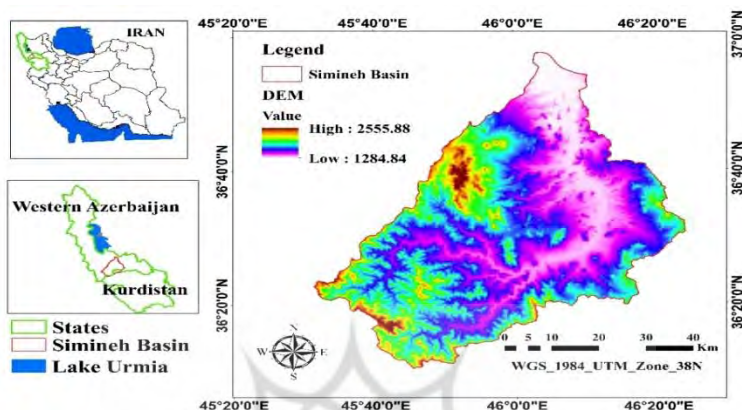 IRAN
Western Azerbaijan
Kurdistan
States
Simineh Basin
Lake Urmia
45°20'0"E 45°40'0"E 46°0'0"E 46°20'0"E
Legend
Simineh Basin
DEM
Value
High : 2555.88
Low : 1284.84
36°40'0"N
36°20'0"N
37°0'0"N
36°40'0"N
36°20'0"N
N
W E
S
0 5 10 20 30 40
Km
WGS_1984_UTM_Zone_38N
45°20'0"E 45°40'0"E 46°0'0"E 46°20'0"E